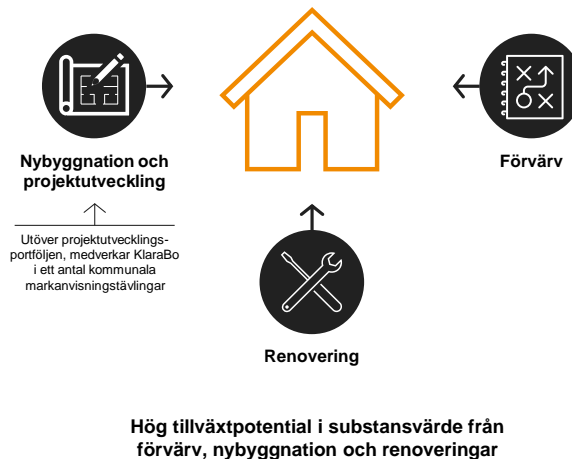 Nybyggnation och
projektutveckling
Utöver projektutvecklings-
portföljen, medverkar KlaraBo
i ett antal kommunala
markanvisningstävlingar
Förvärv
Renovering
Hög tillväxtpotential i substansvärde från
förvärv, nybyggnation och renoveringar